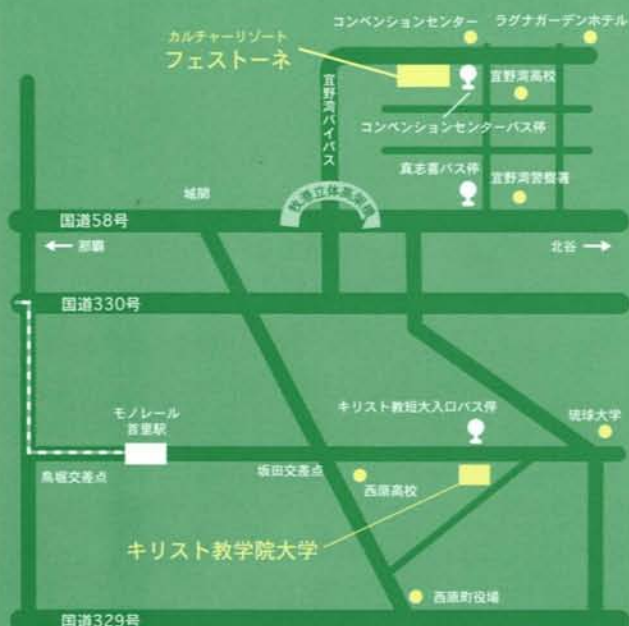 コンベンションセンター
ラグナガーデンホテル
カルチャーリゾート
フェストーネ
宜野湾高校
宜野湾バイパス
コンベンションセンターバス停
真志喜バス停
宜野湾警察署
城間
牧港立体高架橋
国道58号
← 那覇
北谷 →
国道330号
モノレール
首里駅
キリスト教短大入口バス停
琉球大学
鳥堀交差点
坂田交差点
西原高校
キリスト教学院大学
西原町役場
国道329号